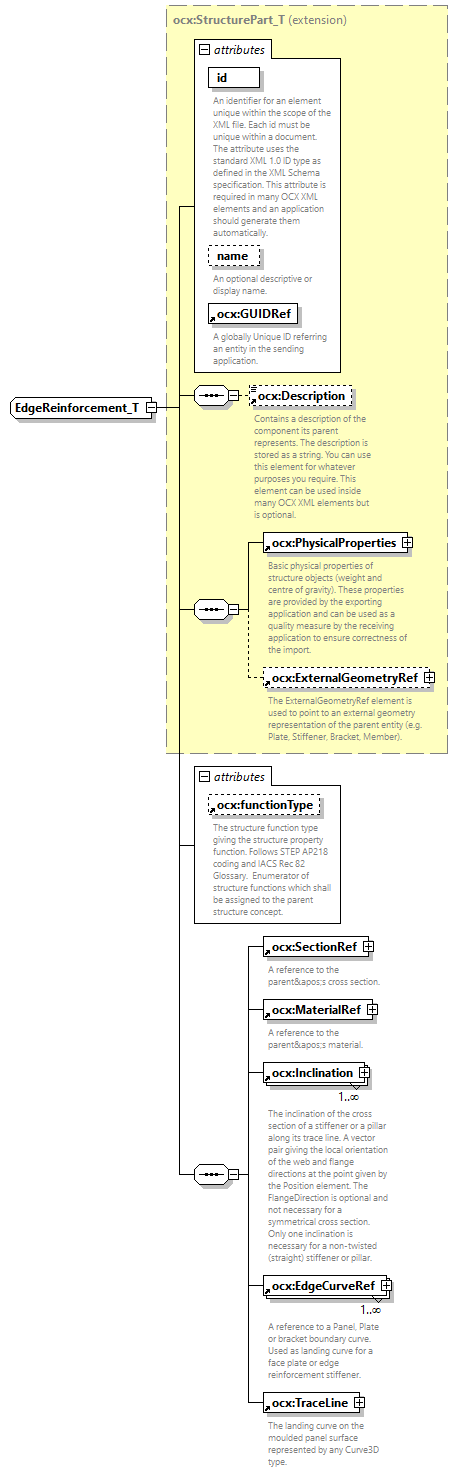 ocx:StructurePart_T (extension)
attributes
id
An identifier for an element
unique within the scope of the
XML file. Each id must be
unique within a document.
The attribute uses the
standard XML 1.0 ID type as
defined in the XML Schema
specification. This attribute is
required in many OCX XML
elements and an application
should generate them
automatically.
name
An optional descriptive or
display name.
ocx:GUIDRef
A globally Unique ID referring
an entity in the sending
application.
EdgeReinforcement_T
ocx:Description
Contains a description of the
component its parent
represents. The description is
stored as a string. You can use
this element for whatever
purposes you require. This
element can be used inside
many OCX XML elements but
is optional.
ocx:PhysicalProperties
Basic physical properties of
structure objects (weight and
centre of gravity). These properties
are provided by the exporting
application and can be used as a
quality measure by the receiving
application to ensure correctness of
the import.
ocx:ExternalGeometryRef
The ExternalGeometryRef element is
used to point to an external geometry
representation of the parent entity (e.g.
Plate, Stiffener, Bracket, Member).
attributes
ocx:functionType
The structure function type
giving the structure property
function. Follows STEP AP218
coding and IACS Rec 82
Glossary.  Enumerator of
structure functions which shall
be assigned to the parent
structure concept.
ocx:SectionRef
A reference to the
parent&apos;s cross section.
ocx:MaterialRef
A reference to the
parent&apos;s material.
ocx:Inclination
1..∞
The inclination of the cross
section of a stiffener or a pillar
along its trace line. A vector
pair giving the local orientation
of the web and flange
directions at the point given by
the Position element. The
FlangeDirection is optional and
not necessary for a
symmetrical cross section.
Only one inclination is
necessary for a non-twisted
(straight) stiffener or pillar.
ocx:EdgeCurveRef
1..∞
A reference to a Panel, Plate
or bracket boundary curve.
Used as landing curve for a
face plate or edge
reinforcement stiffener.
ocx:TraceLine
The landing curve on the
moulded panel surface
represented by any Curve3D
type.